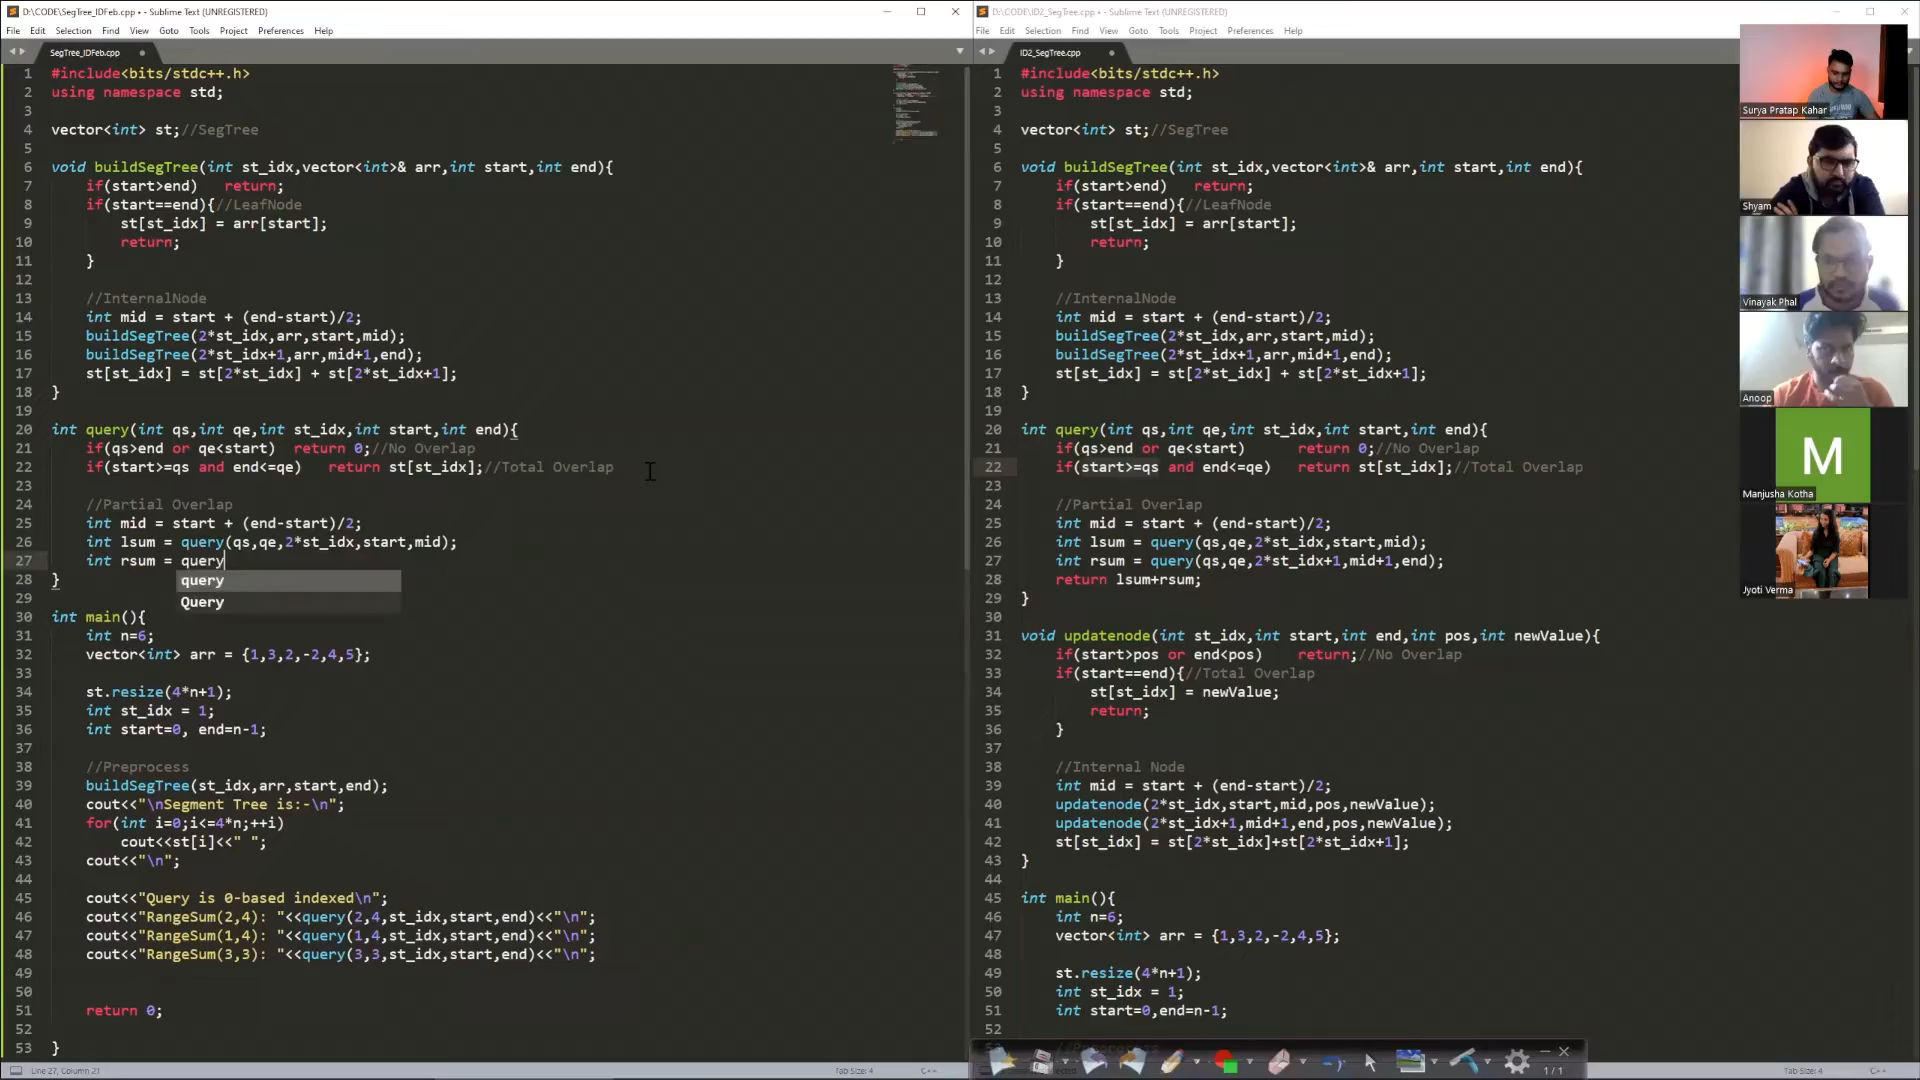 D:\CODE\SegTree_IDFeb.cpp • - Sublime Text (UNREGISTERED)
File Edit Selection Find View Goto Tools Project Preferences Help
SegTree_IDFeb.cpp
1 #include<bits/stdc++.h>
2 using namespace std;
3
4 vector<int> st;//SegTree
5
6 void buildSegTree(int st_idx,vector<int>& arr,int start,int end){
7 if(start>end) return;
8 if(start==end){//LeafNode
9 st[st_idx] = arr[start];
10 return;
11 }
12
13 //InternalNode
14 int mid = start + (end-start)/2;
15 buildSegTree(2*st_idx,arr,start,mid);
16 buildSegTree(2*st_idx+1,arr,mid+1,end);
17 st[st_idx] = st[2*st_idx] + st[2*st_idx+1];
18 }
19
20 int query(int qs,int qe,int st_idx,int start,int end){
21 if(qs>end or qe<start) return 0;//No Overlap
22 if(start>=qs and end<=qe) return st[st_idx];//Total Overlap
23
24 //Partial Overlap
25 int mid = start + (end-start)/2;
26 int lsum = query(qs,qe,2*st_idx,start,mid);
27 int rsum = query
28 }
query
Query
29
30 int main(){
31 int n=6;
32 vector<int> arr = {1,3,2,-2,4,5};
33
34 st.resize(4*n+1);
35 int st_idx = 1;
36 int start=0, end=n-1;
37
38 //Preprocess
39 buildSegTree(st_idx,arr,start,end);
40 cout<<"\nSegment Tree is:-\n";
41 for(int i=0;i<=4*n;++i)
42 cout<<st[i]<<" ";
43 cout<<"\n";
44
45 cout<<"Query is 0-based indexed\n";
46 cout<<"RangeSum(2,4): "<<query(2,4,st_idx,start,end)<<"\n";
47 cout<<"RangeSum(1,4): "<<query(1,4,st_idx,start,end)<<"\n";
48 cout<<"RangeSum(3,3): "<<query(3,3,st_idx,start,end)<<"\n";
49
50
51 return 0;
52
53 }
Line 27, Column 21
Tab Size: 4
C++
D:\CODE\ID2_SegTree.cpp • - Sublime Text (UNREGISTERED)
File Edit Selection Find View Goto Tools Project Preferences Help
ID2_SegTree.cpp
1 #include<bits/stdc++.h>
2 using namespace std;
3
4 vector<int> st;//SegTree
5
6 void buildSegTree(int st_idx,vector<int>& arr,int start,int end){
7 if(start>end) return;
8 if(start==end){//LeafNode
9 st[st_idx] = arr[start];
10 return;
11 }
12
13 //InternalNode
14 int mid = start + (end-start)/2;
15 buildSegTree(2*st_idx,arr,start,mid);
16 buildSegTree(2*st_idx+1,arr,mid+1,end);
17 st[st_idx] = st[2*st_idx] + st[2*st_idx+1];
18 }
19
20 int query(int qs,int qe,int st_idx,int start,int end){
21 if(qs>end or qe<start) return 0;//No Overlap
22 if(start>=qs and end<=qe) return st[st_idx];//Total Overlap
23
24 //Partial Overlap
25 int mid = start + (end-start)/2;
26 int lsum = query(qs,qe,2*st_idx,start,mid);
27 int rsum = query(qs,qe,2*st_idx+1,mid+1,end);
28 return lsum+rsum;
29 }
30
31 void updatenode(int st_idx,int start,int end,int pos,int newValue){
32 if(start>pos or end<pos) return;//No Overlap
33 if(start==end){//Total Overlap
34 st[st_idx] = newValue;
35 return;
36 }
37
38 //Internal Node
39 int mid = start + (end-start)/2;
40 updatenode(2*st_idx,start,mid,pos,newValue);
41 updatenode(2*st_idx+1,mid+1,end,pos,newValue);
42 st[st_idx] = st[2*st_idx]+st[2*st_idx+1];
43 }
44
45 int main(){
46 int n=6;
47 vector<int> arr = {1,3,2,-2,4,5};
48
49 st.resize(4*n+1);
50 int st_idx = 1;
51 int start=0,end=n-1;
52
1/1
Tab Size: 4
C++
Surya Pratap Kahar
Shyam
Vinayak Phal
Anoop
M
Manjusha Kotha
Jyoti Verma